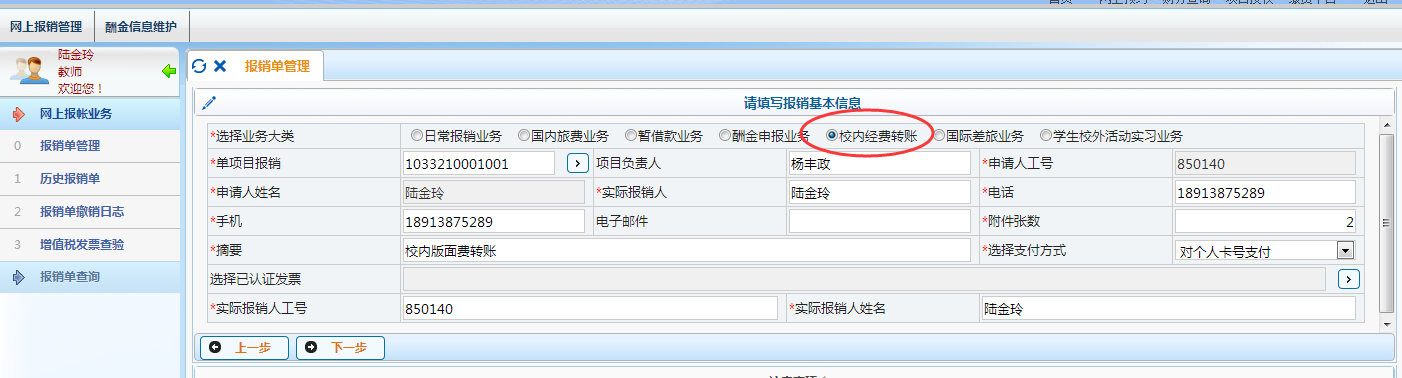 网上报销管理 酬金信息维护
陆金玲
教师
欢迎您！
报销单管理
网上报帐业务
0 报销单管理
1 历史报销单
2 报销单撤销日志
3 增值税发票查验
报销单查询
请填写报销基本信息
*选择业务大类 日常报销业务 国内旅费业务 暂借款业务 酬金申报业务 校内经费转账 国际差旅业务 学生校外活动实习业务
*单项目报销 1033210001001 项目负责人 杨丰政 *申请人工号 850140
*申请人姓名 陆金玲 *实际报销人 陆金玲 *电话 18913875289
*手机 18913875289 电子邮件 *附件张数 2
*摘要 校内版面费转账 *选择支付方式 对个人卡号支付
选择已认证发票
*实际报销人工号 850140 *实际报销人姓名 陆金玲
上一步 下一步